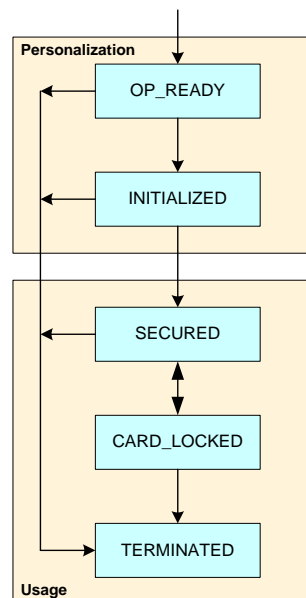 Personalization
OP_READY
INITIALIZED
SECURED
CARD_LOCKED
TERMINATED
Usage